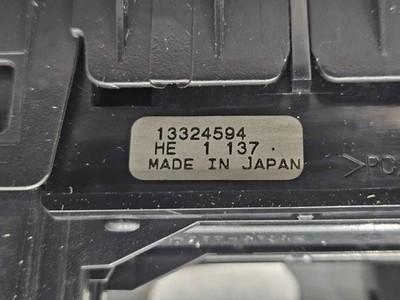 13324594
HE 1 137 .
MADE IN JAPAN
>PC